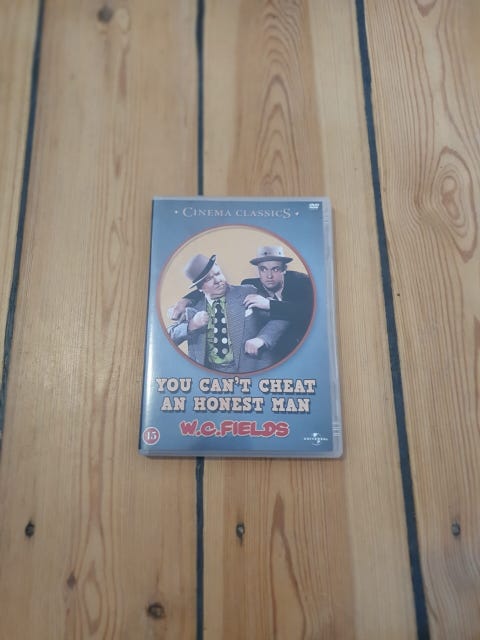 · CINEMA CLASSICS ·
DVD
YOU CAN'T CHEAT
AN HONEST MAN
W.C.FIELDS
15
UNIVERSAL